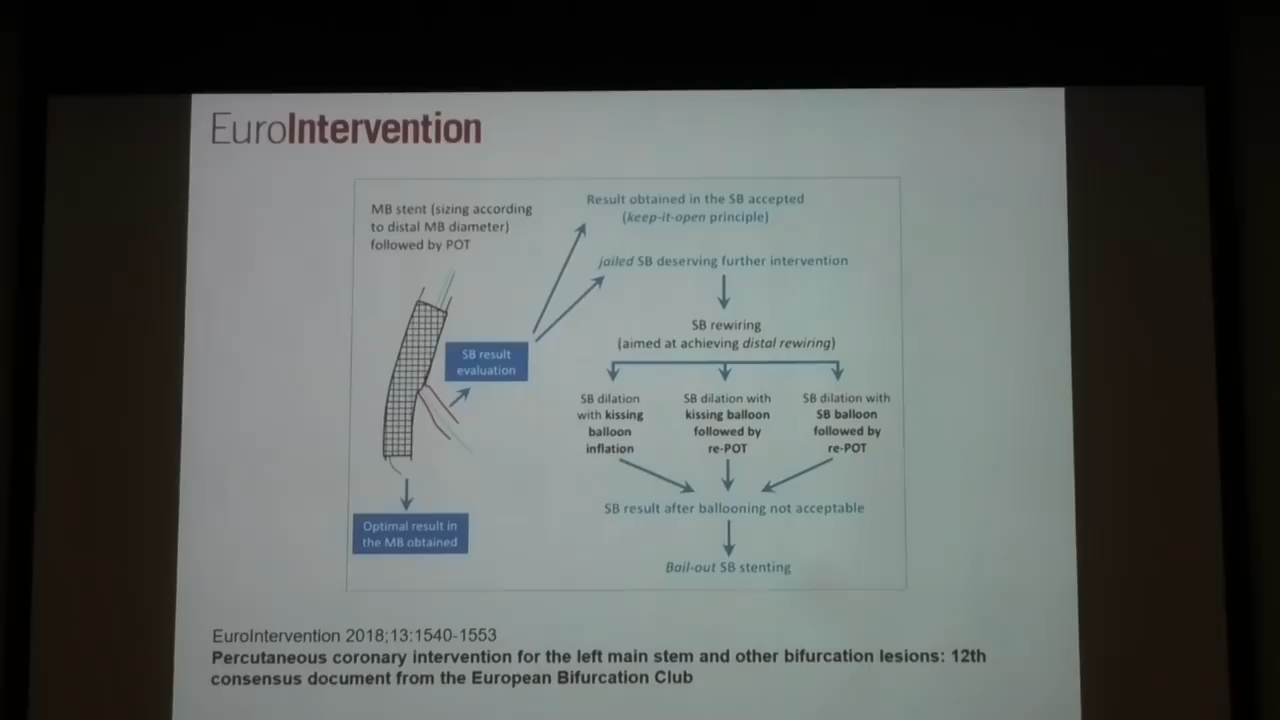 EuroIntervention
MB stent (sizing according
to distal MB diameter)
followed by POT
Result obtained in the SB accepted
(keep-it-open principle)
jailed SB deserving further intervention
SB rewiring
(aimed at achieving distal rewiring)
SB result
evaluation
SB dilation
with kissing
balloon
inflation
SB dilation with
kissing balloon
followed by
re-POT
SB dilation with
SB balloon
followed by
re-POT
SB result after ballooning not acceptable
Optimal result in
the MB obtained
Bail-out SB stenting
EuroIntervention 2018;13:1540-1553
Percutaneous coronary intervention for the left main stem and other bifurcation lesions: 12th
consensus document from the European Bifurcation Club